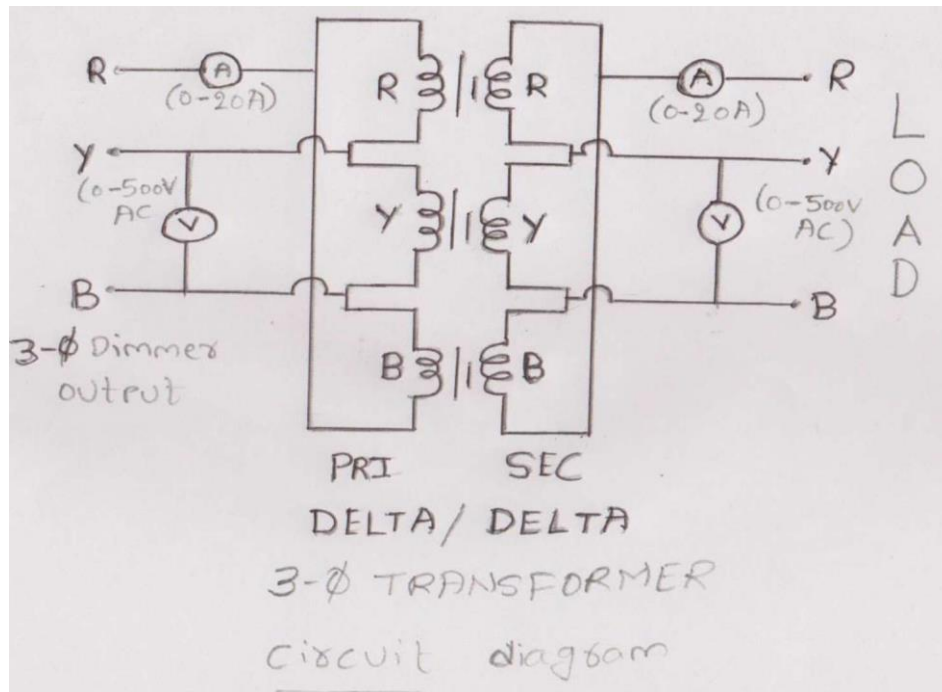 R
A
(0-20A)
R
R
A
(0-20A)
R
Y
(0-500V
AC
V
Y
Y
V
(0-500V
AC)
Y
B
B
B
B
3-ϕ Dimmer
output
LOAD
PRI
SEC
DELTA / DELTA
3-ϕ TRANSFORMER
Circuit diagram